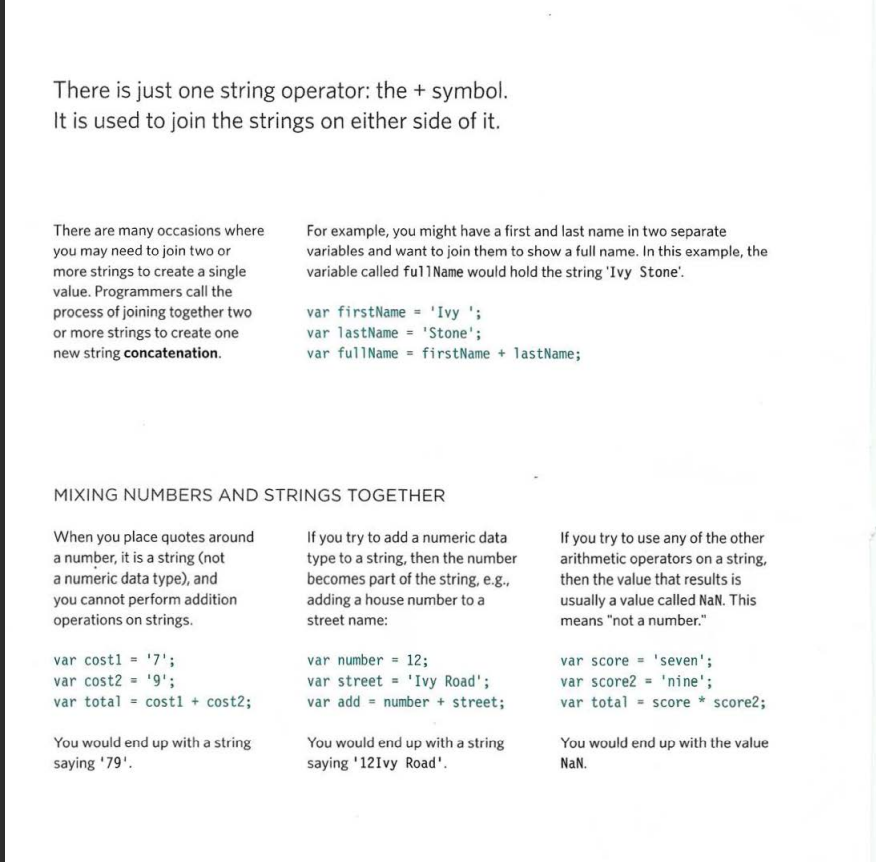 There is just one string operator: the + symbol.
It is used to join the strings on either side of it.
There are many occasions where
you may need to join two or
more strings to create a single
value. Programmers call the
process of joining together two
or more strings to create one
new string concatenation.
For example, you might have a first and last name in two separate
variables and want to join them to show a full name. In this example, the
variable called fullName would hold the string 'Ivy Stone'.
var firstName = 'Ivy ';
var lastName = 'Stone';
var fullName = firstName + lastName;
MIXING NUMBERS AND STRINGS TOGETHER
When you place quotes around
a number, it is a string (not
a numeric data type), and
you cannot perform addition
operations on strings.
var cost1 = '7';
var cost2 = '9';
var total = cost1 + cost2;
You would end up with a string
saying '79'.
If you try to add a numeric data
type to a string, then the number
becomes part of the string, e.g.,
adding a house number to a
street name:
var number = 12;
var street = 'Ivy Road';
var add = number + street;
You would end up with a string
saying '12Ivy Road'.
If you try to use any of the other
arithmetic operators on a string,
then the value that results is
usually a value called NaN. This
means "not a number."
var score = 'seven';
var score2 = 'nine';
var total = score * score2;
You would end up with the value
NaN.